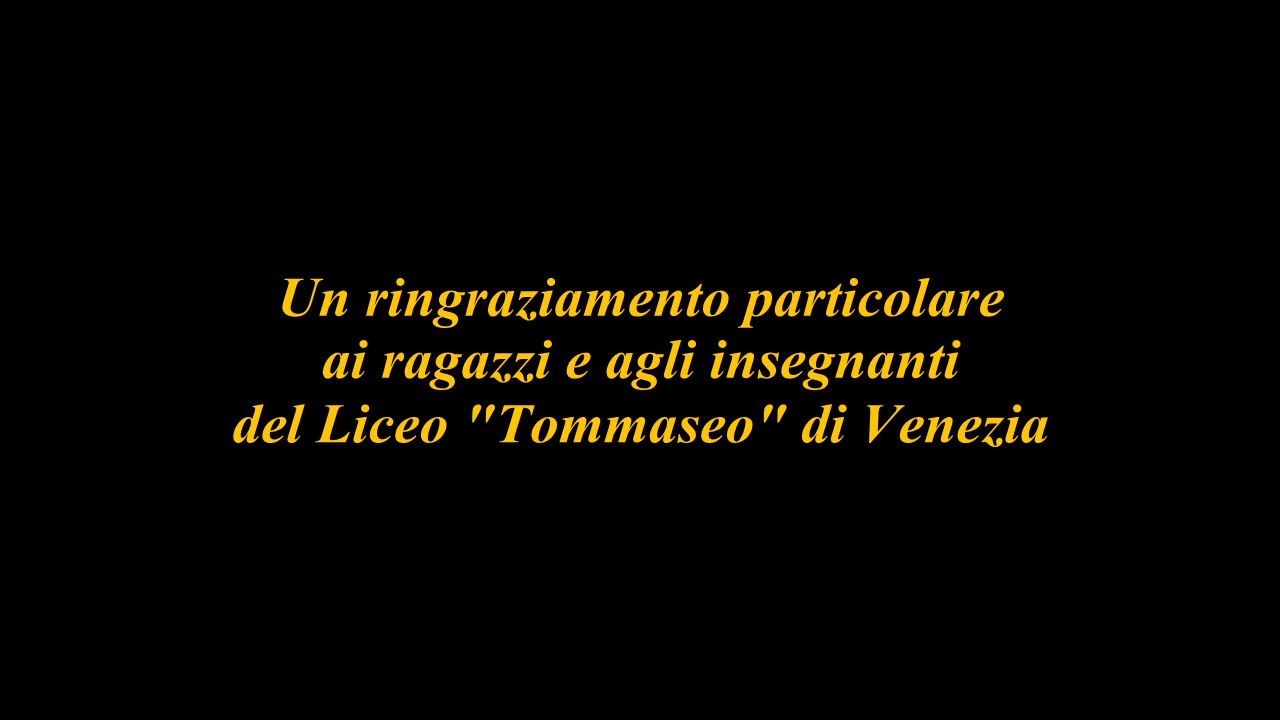 Un ringraziamento particolare
ai ragazzi e agli insegnanti
del Liceo "Tommaseo" di Venezia